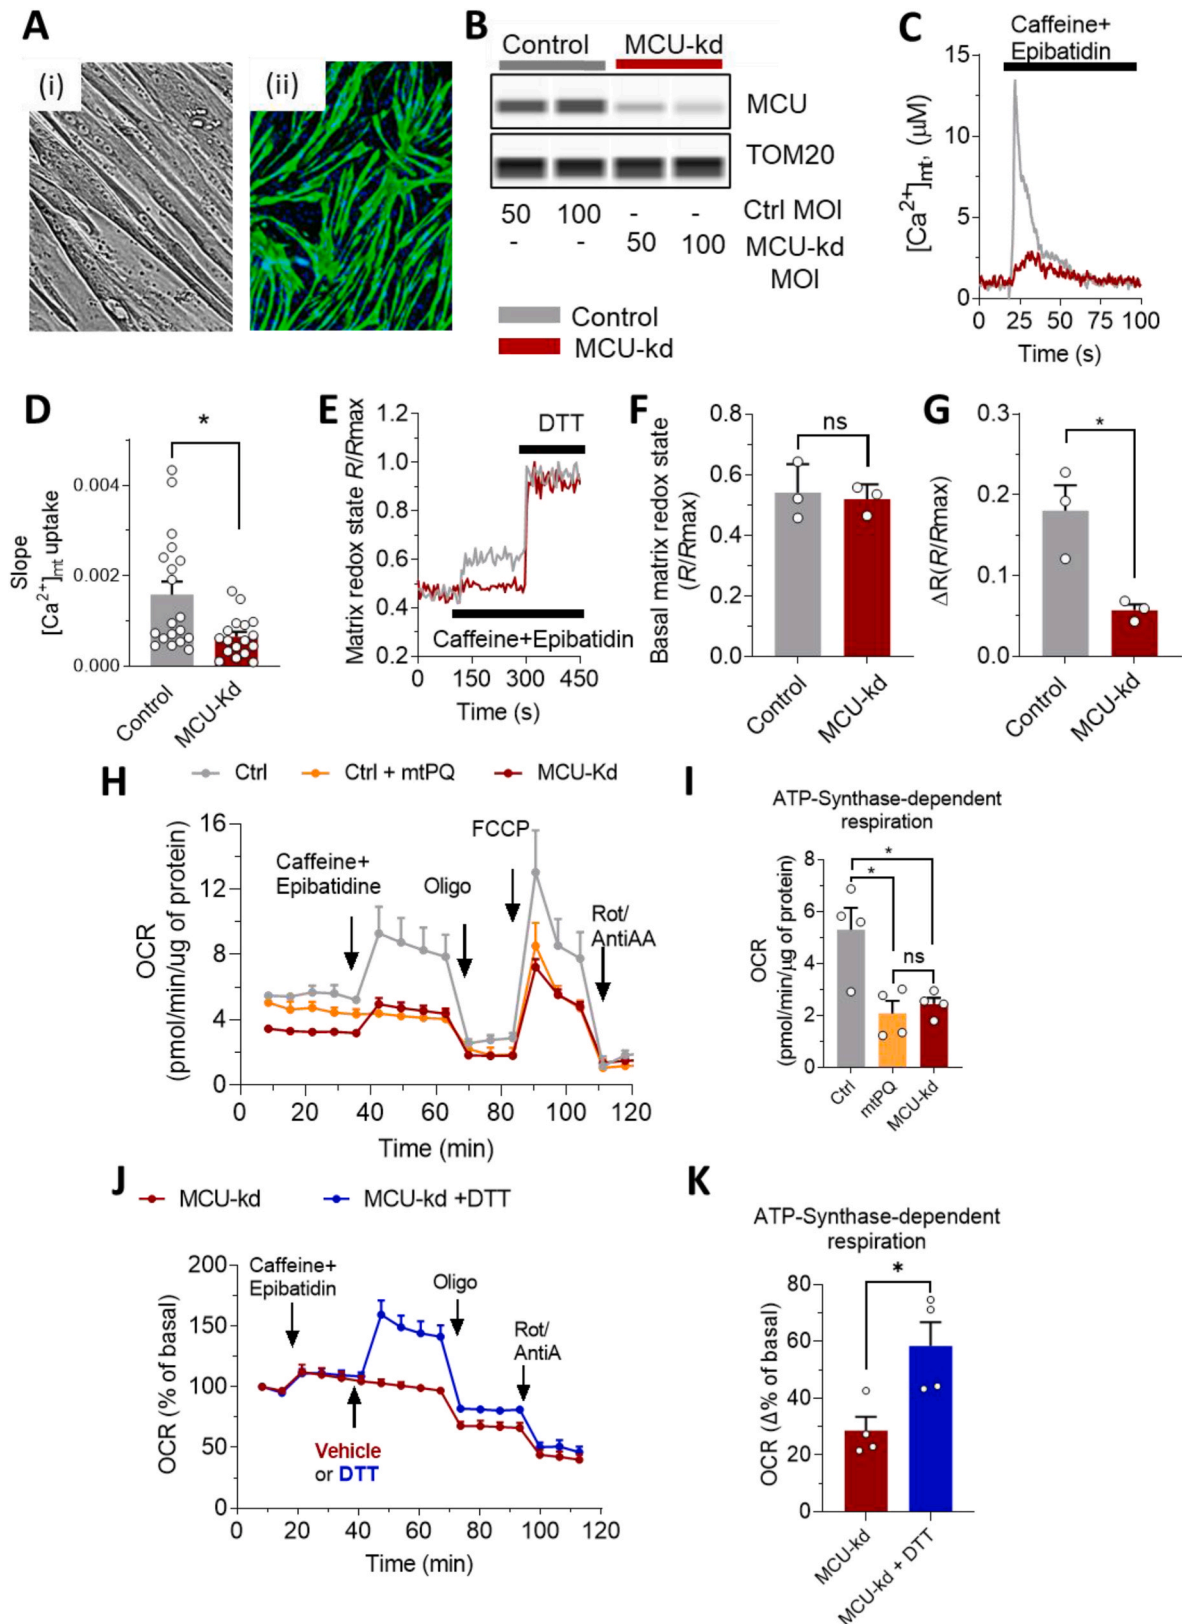 A
(i)
(ii)
B
Control
MCU-kd
MCU
TOM20
50 100 - - Ctrl MOI
- - 50 100 MCU-kd
MOI
Control
MCU-kd
C
Caffeine+
Epibatidin
[Ca²⁺]mt, (μM)
15
10
5
0
0 25 50 75 100
Time (s)
D
*
Slope
[Ca²⁺]mt uptake
0.004
0.002
0.000
Control
MCU-Kd
E
Matrix redox state R/Rmax
1.2
1.0
0.8
0.6
0.4
0.2
DTT
Caffeine+Epibatidin
0 150 300 450
Time (s)
F
Basal matrix redox state
(R/Rmax)
0.8
0.6
0.4
0.2
0.0
ns
Control
MCU-kd
G
ΔR(R/Rmax)
0.3
0.2
0.1
0.0
*
Control
MCU-kd
H
Ctrl
Ctrl + mtPQ
MCU-Kd
OCR
(pmol/min/ug of protein)
16
12
8
4
0
Caffeine+
Epibatidine
Oligo
FCCP
Rot/
AntiAA
0 20 40 60 80 100 120
Time (min)
I
ATP-Synthase-dependent
respiration
OCR
(pmol/min/μg of protein)
8
6
4
2
0
*
*
ns
Ctrl
mtPQ
MCU-kd
J
MCU-kd
MCU-kd +DTT
OCR (% of basal)
200
150
100
50
0
Caffeine+
Epibatidin
Vehicle
or DTT
Oligo
Rot/
AntiA
0 20 40 60 80 100 120
Time (min)
K
ATP-Synthase-dependent
respiration
OCR (Δ% of basal)
80
60
40
20
0
*
MCU-kd
MCU-kd + DTT